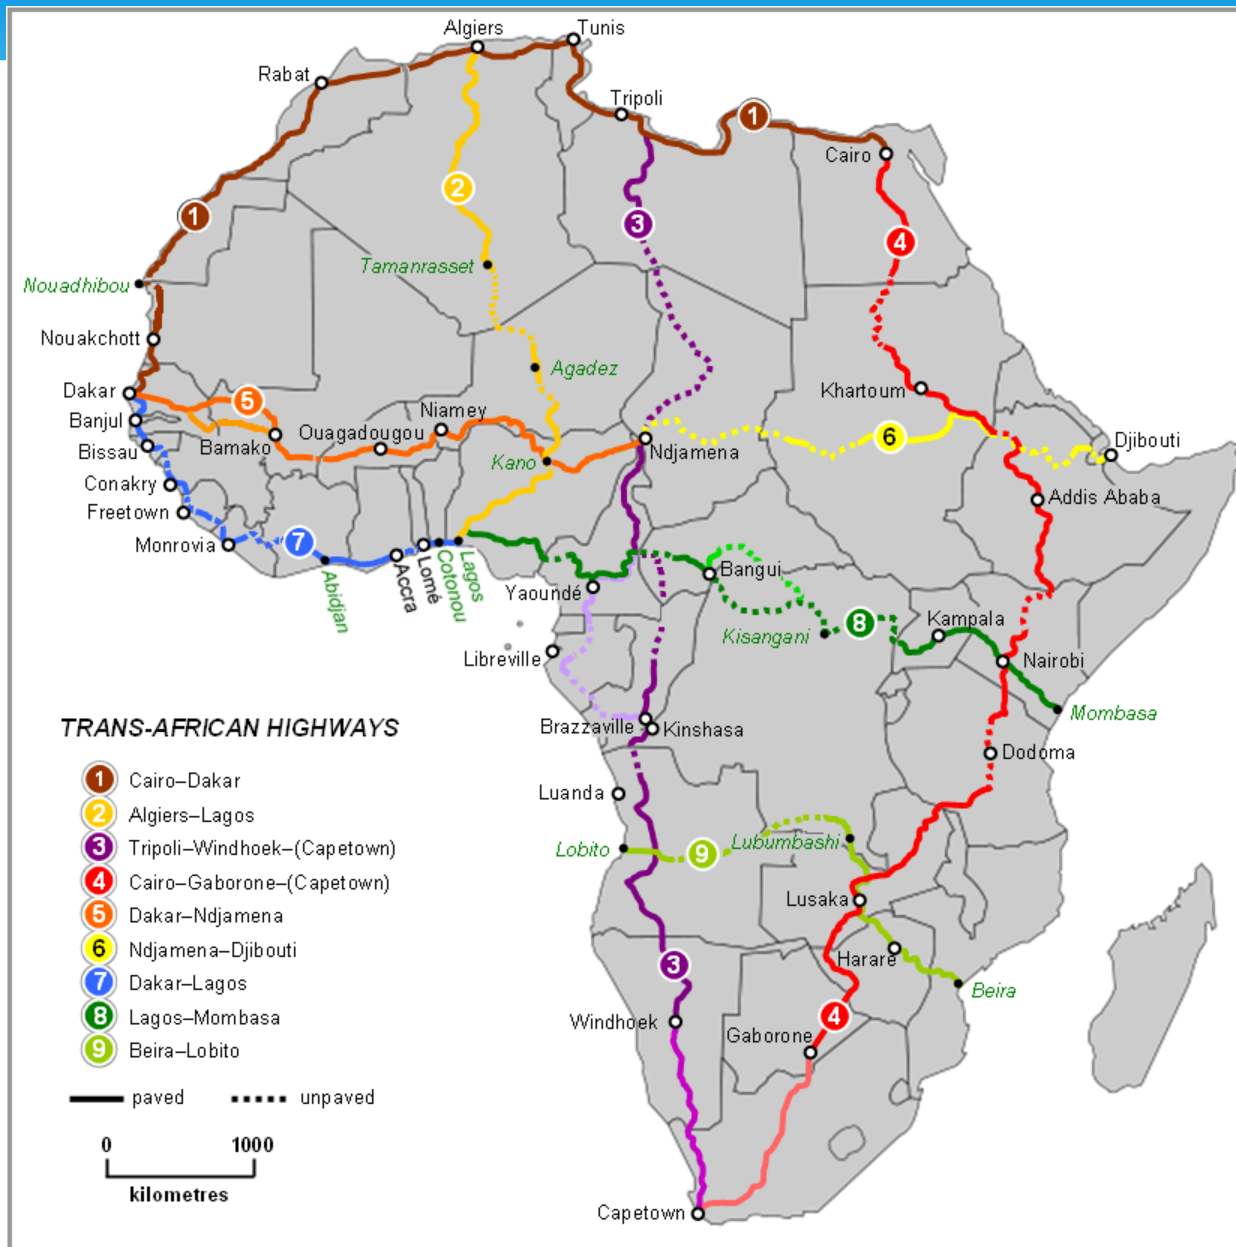 Algiers
Tunis
Rabat
Tripoli
1
Cairo
2
3
1
4
Tamanrasset
Nouadhibou
Nouakchott
Agadez
Dakar
5
Niamey
Khartoum
Banjul
Ouagadougou
Bissau
Bamako
Kano
Ndjamena
6
Djibouti
Conakry
Addis Ababa
Freetown
Monrovia
7
Abidjan
Accra
Lomé
Cotonou
Lagos
Yaoundé
Bangui
Kisangani
8
Kampala
Libreville
Nairobi
Mombasa
Brazzaville
Kinshasa
Dodoma
Luanda
Lobito
9
Lubumbashi
Lusaka
Harare
Beira
3
Windhoek
4
Gaborone
Capetown
TRANS-AFRICAN HIGHWAYS
1 Cairo–Dakar
2 Algiers–Lagos
3 Tripoli–Windhoek–(Capetown)
4 Cairo–Gaborone–(Capetown)
5 Dakar–Ndjamena
6 Ndjamena–Djibouti
7 Dakar–Lagos
8 Lagos–Mombasa
9 Beira–Lobito
paved unpaved
0 1000
kilometres